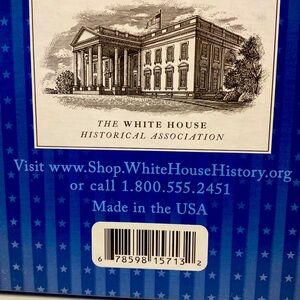 THE WHITE HOUSE
HISTORICAL ASSOCIATION
Visit www.Shop.WhiteHouseHistory.org
or call 1.800.555.2451
Made in the USA
6 78598 15713 2